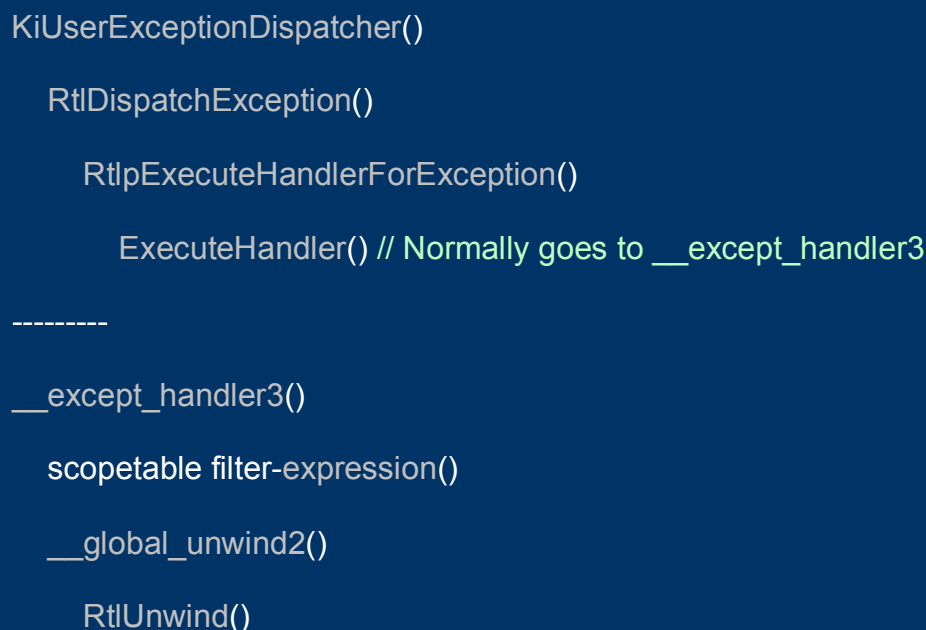 KiUserExceptionDispatcher()
RtlDispatchException()
RtlpExecuteHandlerForException()
ExecuteHandler() // Normally goes to __except_handler3
---------
__except_handler3()
scopetable filter-expression()
__global_unwind2()
RtlUnwind()